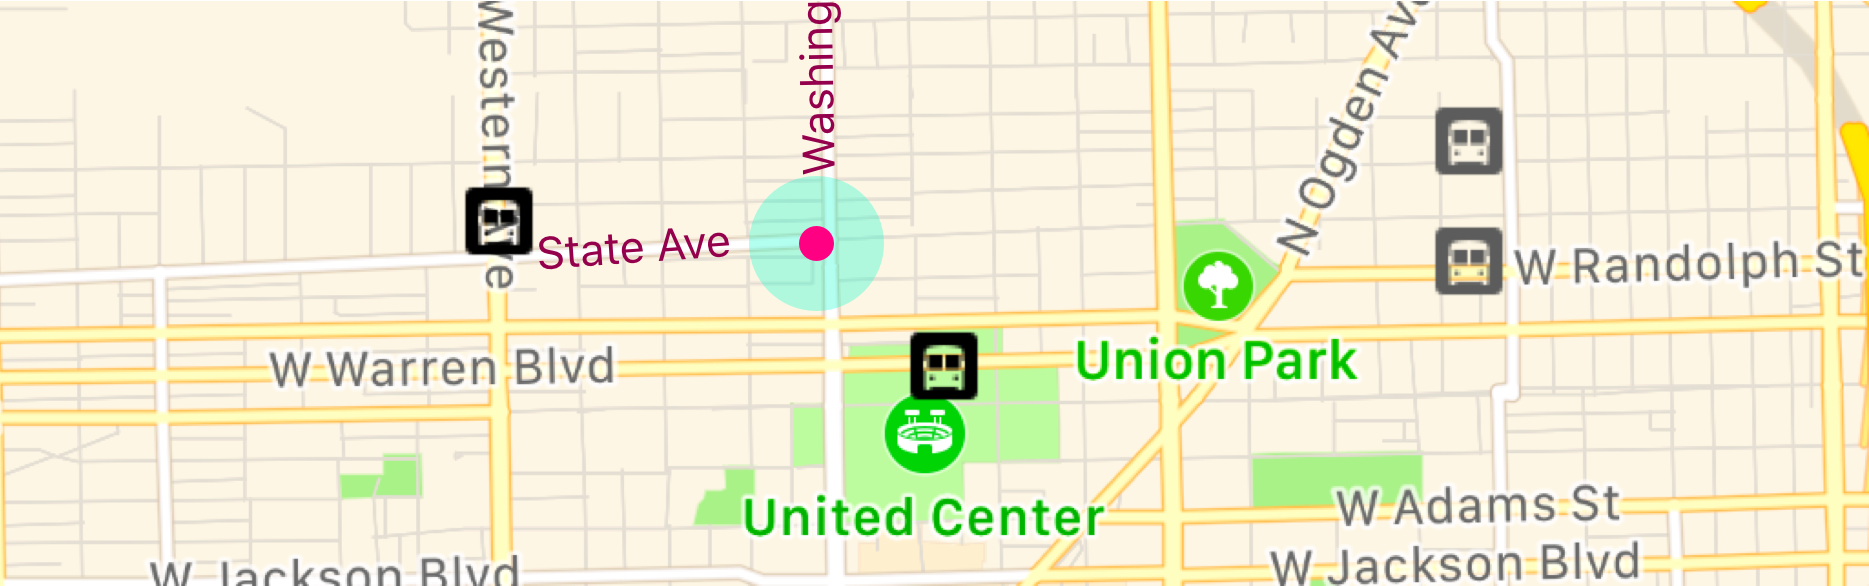 Western Ave
Washing
N Ogden Ave
State Ave
W Randolph St
W Warren Blvd
Union Park
United Center
W Adams St
W Jackson Blvd
W Jackson Blvd